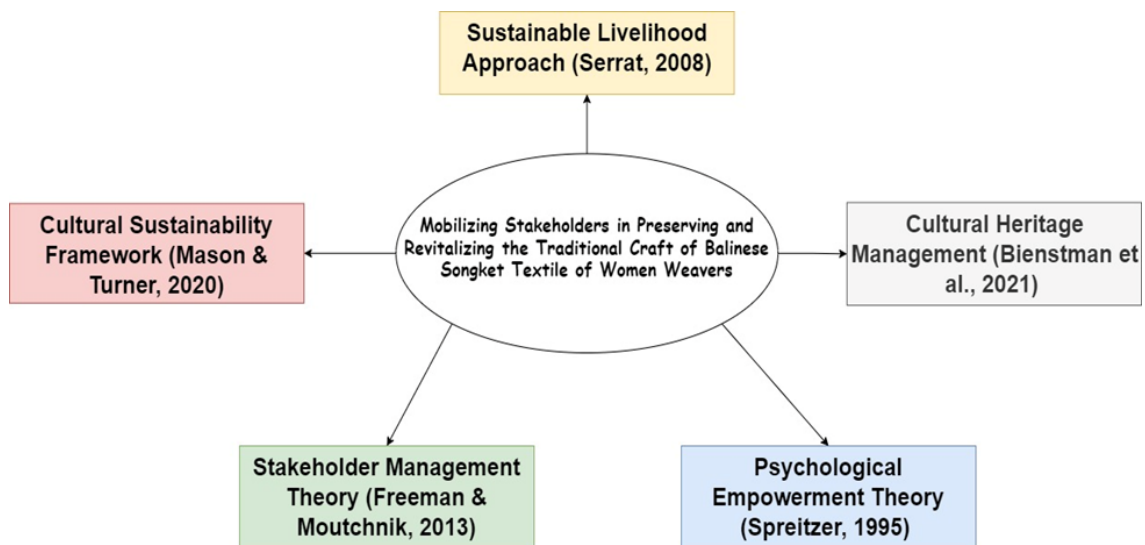 Sustainable Livelihood
Approach (Serrat, 2008)
Cultural Sustainability
Framework (Mason &
Turner, 2020)
Mobilizing Stakeholders in Preserving and
Revitalizing the Traditional Craft of Balinese
Songket Textile of Women Weavers
Cultural Heritage
Management (Bienstman et
al., 2021)
Stakeholder Management
Theory (Freeman &
Moutchnik, 2013)
Psychological
Empowerment Theory
(Spreitzer, 1995)